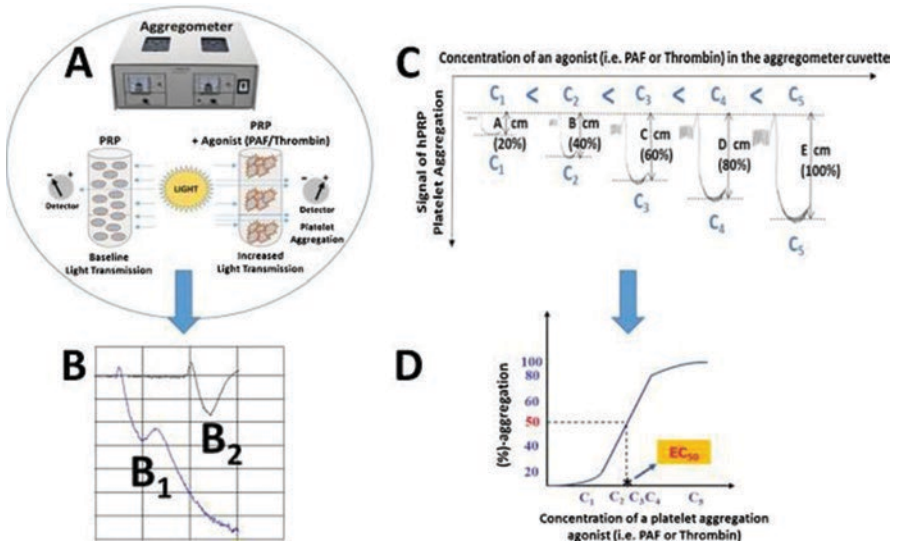 A
Aggregometer
PRP
PRP
+ Agonist (PAF/Thrombin)
- +
LIGHT
- +
Detector
Detector
Platelet
Aggregation
Baseline
Light Transmission
Increased
Light Transmission
B
B1
B2
C
Concentration of an agonist (i.e. PAF or Thrombin) in the aggregometer cuvette
C1 < C2 < C3 < C4 < C5
Signal of hPRP
Platelet Aggregation
A cm
(20%)
C1
B cm
(40%)
C2
C cm
(60%)
C3
D cm
(80%)
C4
E cm
(100%)
C5
D
(%)-aggregation
100
80
60
50
40
20
EC50
C1 C2 C3 C4 C5
Concentration of a platelet aggregation
agonist (i.e. PAF or Thrombin)